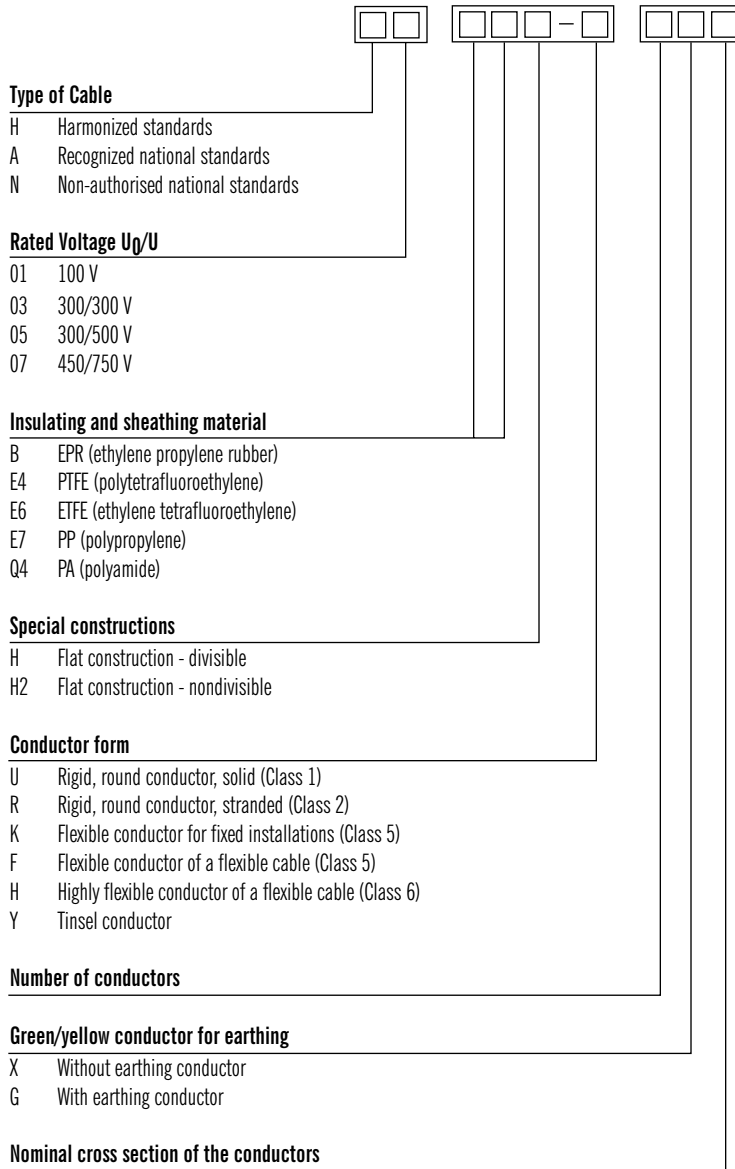 Type of Cable
H Harmonized standards
A Recognized national standards
N Non-authorised national standards
Rated Voltage U0/U
01 100 V
03 300/300 V
05 300/500 V
07 450/750 V
Insulating and sheathing material
B EPR (ethylene propylene rubber)
E4 PTFE (polytetrafluoroethylene)
E6 ETFE (ethylene tetrafluoroethylene)
E7 PP (polypropylene)
Q4 PA (polyamide)
Special constructions
H Flat construction - divisible
H2 Flat construction - nondivisible
Conductor form
U Rigid, round conductor, solid (Class 1)
R Rigid, round conductor, stranded (Class 2)
K Flexible conductor for fixed installations (Class 5)
F Flexible conductor of a flexible cable (Class 5)
H Highly flexible conductor of a flexible cable (Class 6)
Y Tinsel conductor
Number of conductors
Green/yellow conductor for earthing
X Without earthing conductor
G With earthing conductor
Nominal cross section of the conductors